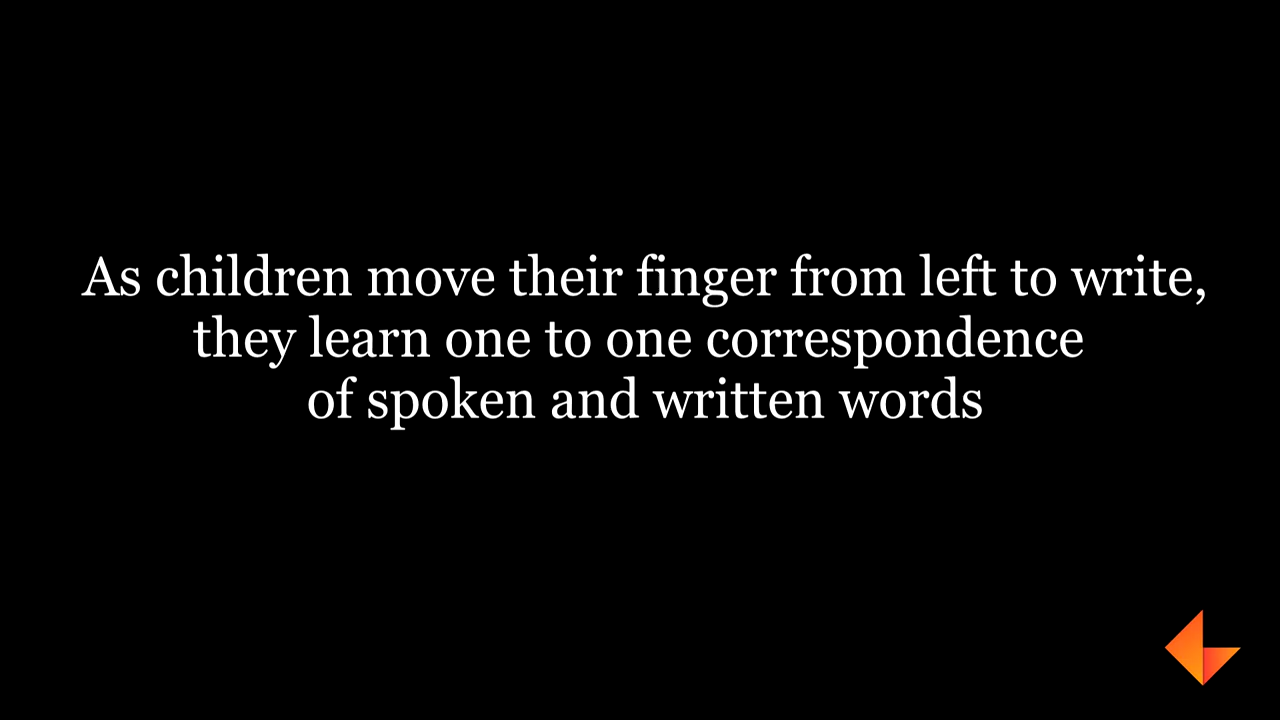 As children move their finger from left to write,
they learn one to one correspondence
of spoken and written words